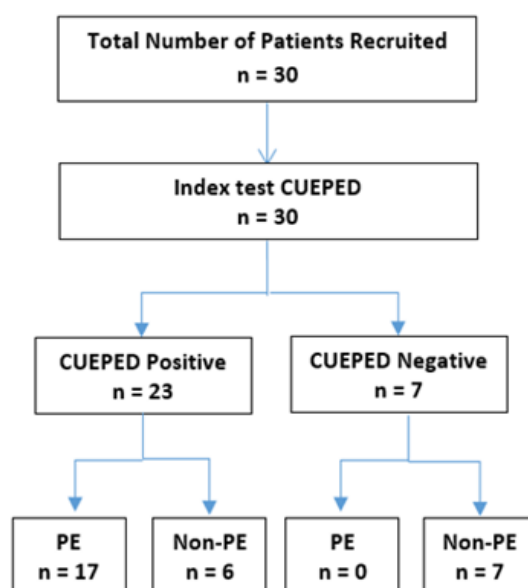 Total Number of Patients Recruited
n = 30
Index test CUEPED
n = 30
CUEPED Positive
n = 23
CUEPED Negative
n = 7
PE
n = 17
Non-PE
n = 6
PE
n = 0
Non-PE
n = 7